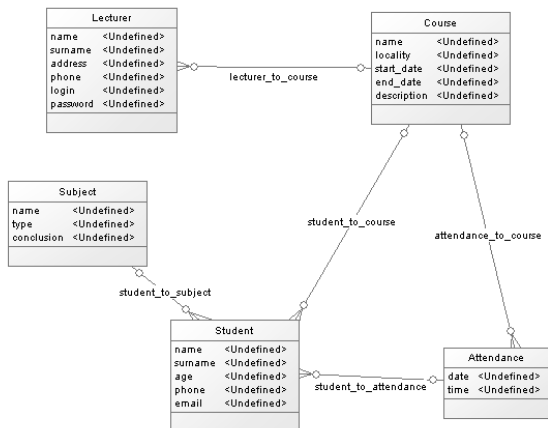 Lecturer
name <Undefined>
surname <Undefined>
address <Undefined>
phone <Undefined>
login <Undefined>
password <Undefined>
Course
name <Undefined>
locality <Undefined>
start_date <Undefined>
end_date <Undefined>
description <Undefined>
lecturer_to_course
Subject
name <Undefined>
type <Undefined>
conclusion <Undefined>
student_to_course
attendance_to_course
student_to_subject
Student
name <Undefined>
surname <Undefined>
age <Undefined>
phone <Undefined>
email <Undefined>
student_to_attendance
Attendance
date <Undefined>
time <Undefined>